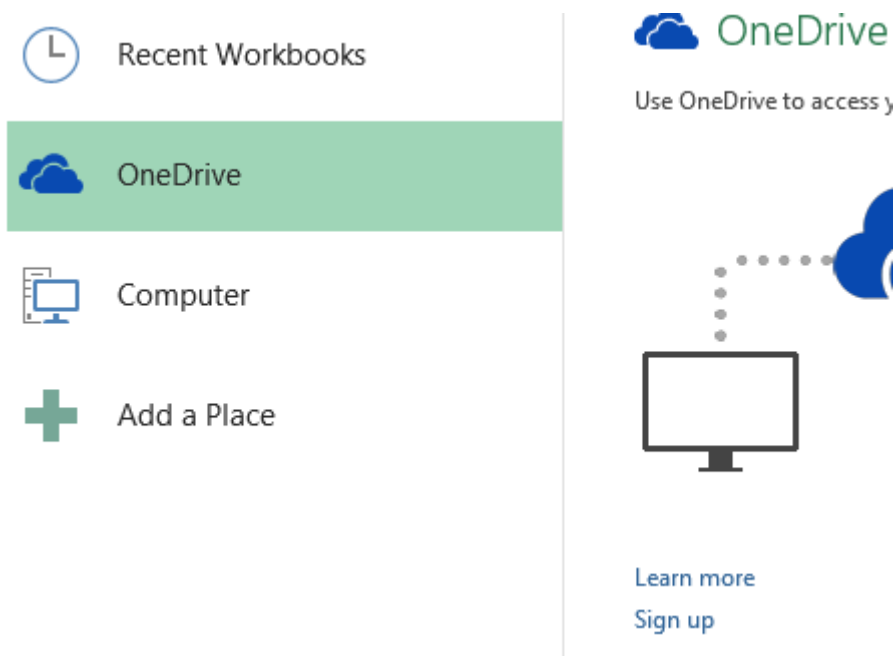 Recent Workbooks
OneDrive
Computer
Add a Place
OneDrive
Use OneDrive to access
Learn more
Sign up